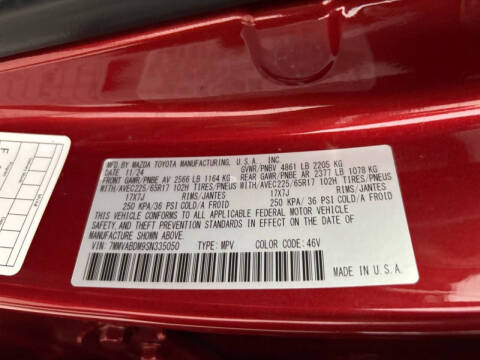 MFD. BY MAZDA TOYOTA MANUFACTURING, U.S.A., INC.
DATE: 11/24 GVWR/PNBV 4861 LB 2205 KG
FRONT GAWR/PNBE AV 2566 LB 1164 KG REAR GAWR/PNBE AR 2377 LB 1078 KG
WITH/AVEC225/65R17 102H TIRES/PNEUS WITH/AVEC225/65R17 102H TIRES/PNEUS
17X7J RIMS/JANTES 17X7J RIMS/JANTES
250 KPA/36 PSI COLD/A FROID 250 KPA/36 PSI COLD/A FROID
THIS VEHICLE CONFORMS TO ALL APPLICABLE FEDERAL MOTOR VEHICLE
SAFETY, AND THEFT PREVENTION STANDARDS IN EFFECT ON THE DATE OF
MANUFACTURE SHOWN ABOVE.
VIN: 7MMVABDM9SN335050 TYPE: MPV COLOR CODE: 46V
MADE IN U.S.A.